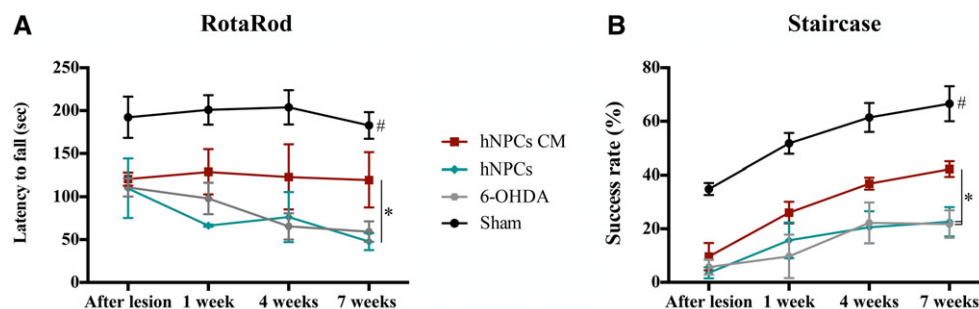 A
RotaRod
Latency to fall (sec)
250
200
150
100
50
0
After lesion 1 week 4 weeks 7 weeks
#
*
hNPCs CM
hNPCs
6-OHDA
Sham
B
Staircase
Success rate (%)
80
60
40
20
0
After lesion 1 week 4 weeks 7 weeks
#
*